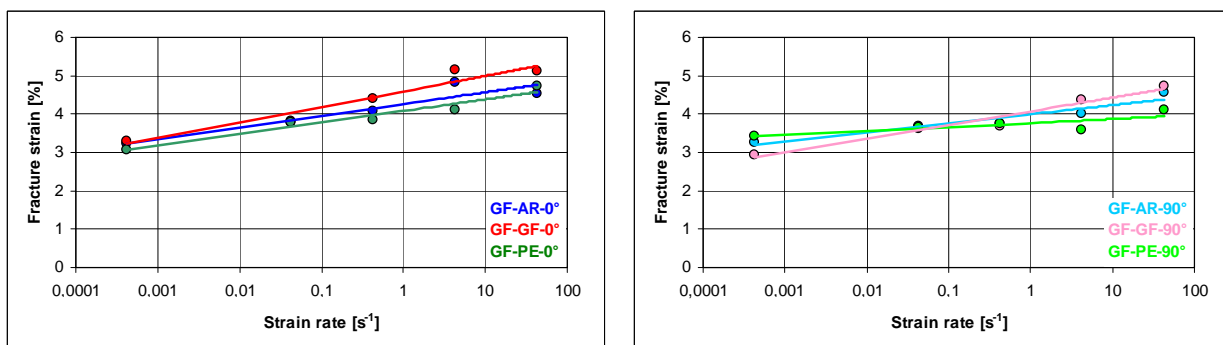 6
5
4
3
2
1
0
Fracture strain [%]
GF-AR-0°
GF-GF-0°
GF-PE-0°
0.0001 0.001 0.01 0.1 1 10 100
Strain rate [s⁻¹]
6
5
4
3
2
1
0
Fracture strain [%]
GF-AR-90°
GF-GF-90°
GF-PE-90°
0,0001 0,001 0,01 0,1 1 10 100
Strain rate [s⁻¹]